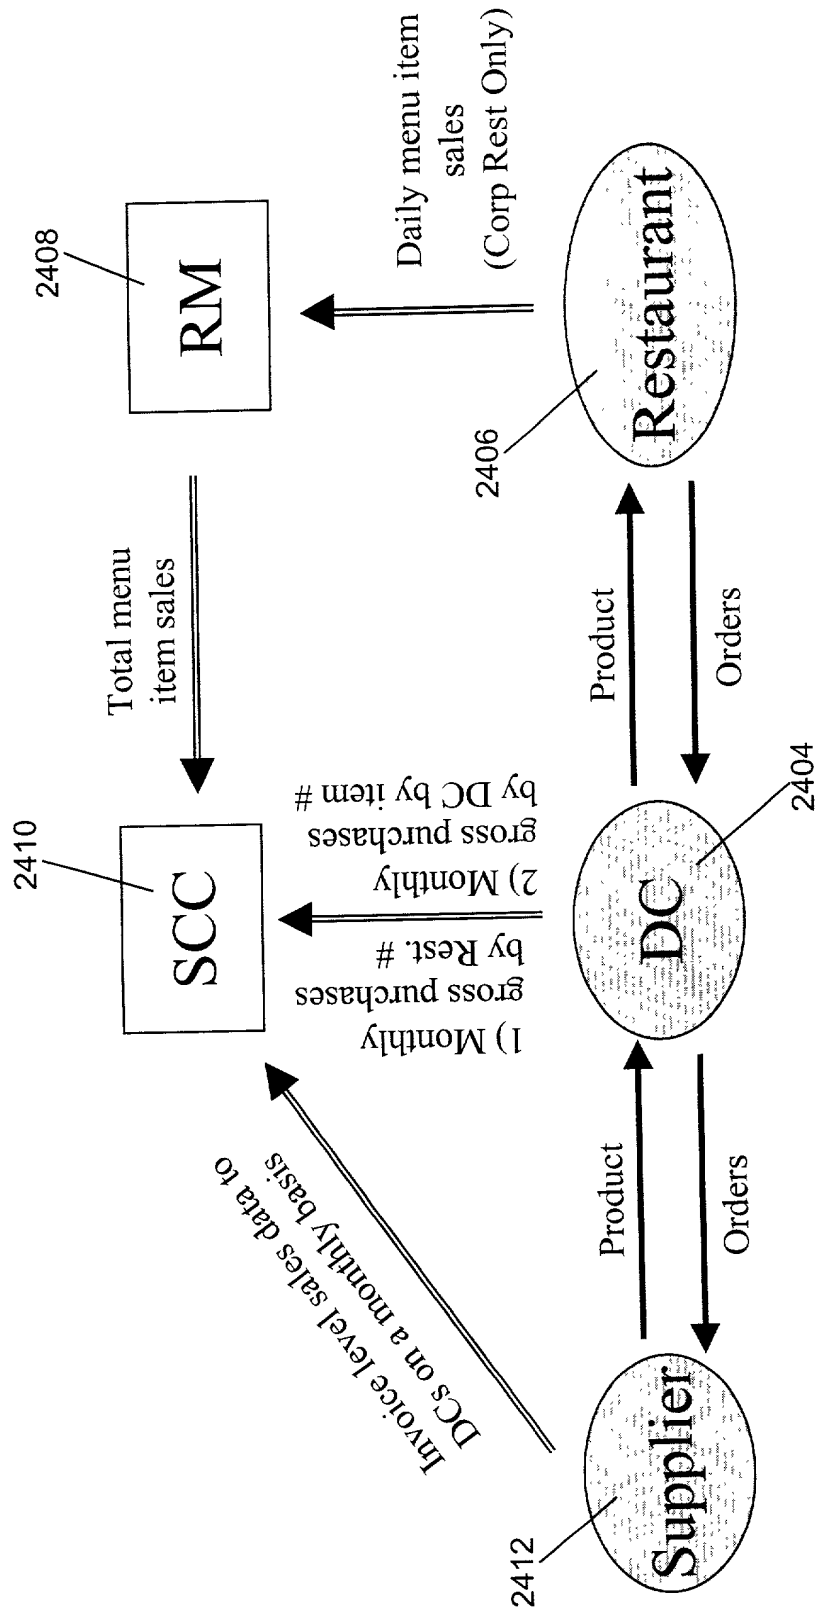 2410
2408
SCC
RM
Total menu
item sales
Daily menu item
sales
(Corp Rest Only)
Invoice level sales data to
DCs on a monthly basis
1) Monthly
gross purchases
by Rest. #
2) Monthly
gross purchases
by DC by item #
2412
Supplier
Product
Orders
DC
2404
Product
Orders
2406
Restaurant